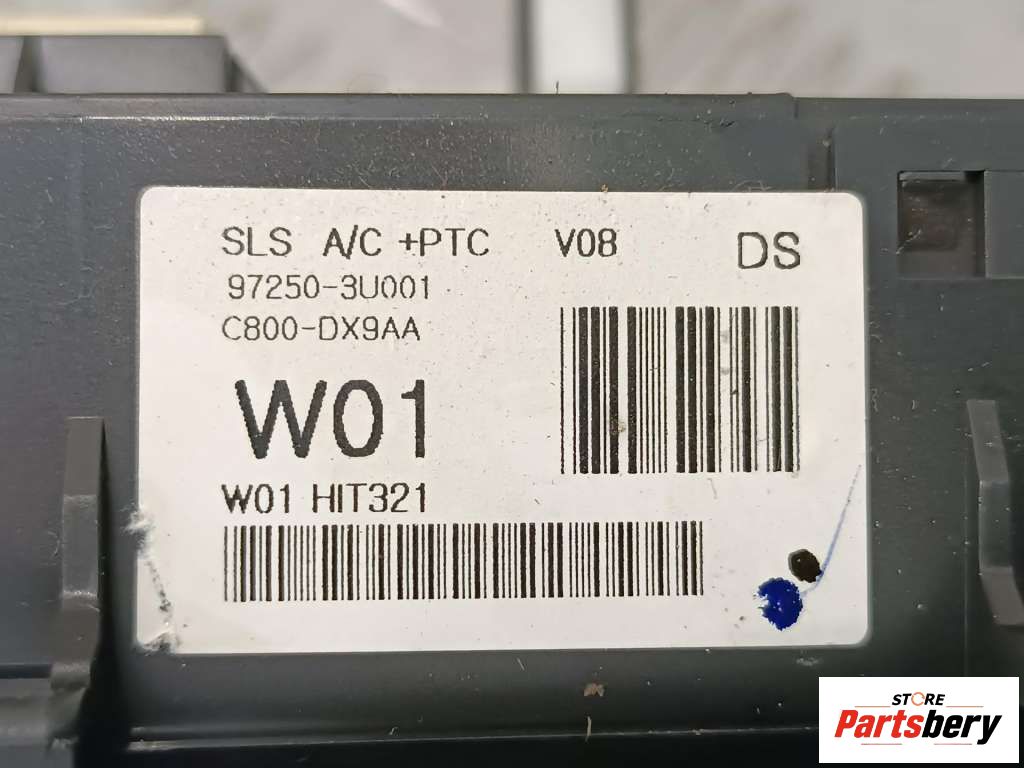 SLS A/C +PTC V08 DS
97250-3U001
C800-DX9AA
W01
W01 HIT321
STORE
Partsbery